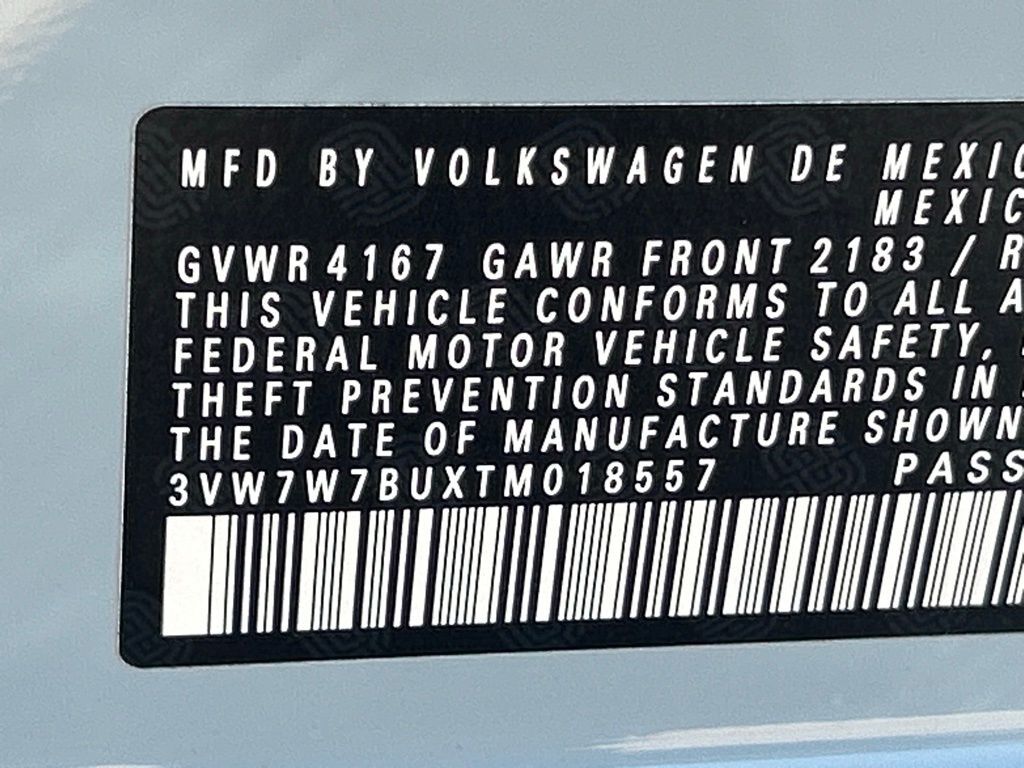 MFD BY VOLKSWAGEN DE MEXIC
MEXIC
GVWR 4167 GAWR FRONT 2183 / R
THIS VEHICLE CONFORMS TO ALL A
FEDERAL MOTOR VEHICLE SAFETY,
THEFT PREVENTION STANDARDS IN
THE DATE OF MANUFACTURE SHOWN
3VW7W7BUXTM018557 PASS